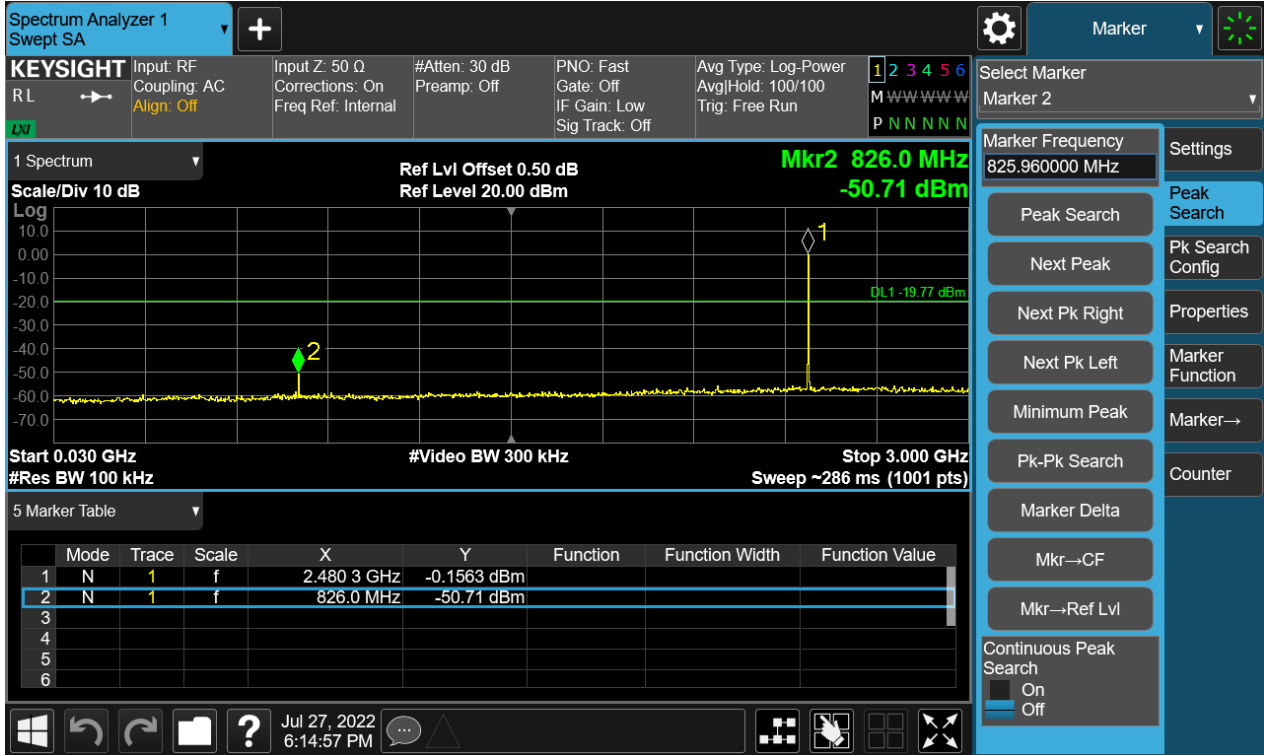 Spectrum Analyzer 1
Swept SA
+
Marker
KEYSIGHT
RL
LXI
Input: RF
Coupling: AC
Align: Off
Input Z: 50 Ω
Corrections: On
Freq Ref: Internal
#Atten: 30 dB
Preamp: Off
PNO: Fast
Gate: Off
IF Gain: Low
Sig Track: Off
Avg Type: Log-Power
Avg|Hold: 100/100
Trig: Free Run
1 2 3 4 5 6
M W W W W W
P N N N N N
Select Marker
Marker 2
1 Spectrum
Scale/Div 10 dB
Ref Lvl Offset 0.50 dB
Ref Level 20.00 dBm
Mkr2 826.0 MHz
-50.71 dBm
Log
10.0
0.00
-10.0
-20.0
-30.0
-40.0
-50.0
-60.0
-70.0
1
DL1 -19.77 dBm
2
Start 0.030 GHz
#Video BW 300 kHz
Stop 3.000 GHz
#Res BW 100 kHz
Sweep ~286 ms (1001 pts)
5 Marker Table
Mode Trace Scale X Y Function Function Width Function Value
1 N 1 f 2.480 3 GHz -0.1563 dBm
2 N 1 f 826.0 MHz -50.71 dBm
3
4
5
6
Marker Frequency
825.960000 MHz
Peak Search
Next Peak
Next Pk Right
Next Pk Left
Minimum Peak
Pk-Pk Search
Marker Delta
Mkr→CF
Mkr→Ref Lvl
Continuous Peak
Search
On
Off
Settings
Peak
Search
Pk Search
Config
Properties
Marker
Function
Marker→
Counter
?
Jul 27, 2022
6:14:57 PM